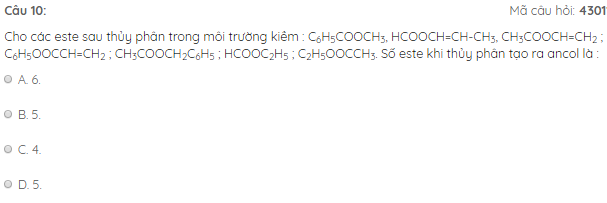 Câu 10:
Mã câu hỏi: 4301
Cho các este sau thủy phân trong môi trường kiềm : C₆H₅COOCH₃, HCOOCH=CH-CH₃, CH₃COOCH=CH₂ ;
C₆H₅OOCCH=CH₂ ; CH₃COOCH₂C₆H₅ ; HCOOC₂H₅ ; C₂H₅OOCCH₃. Số este khi thủy phân tạo ra ancol là :
A. 6.
B. 5.
C. 4.
D. 5.